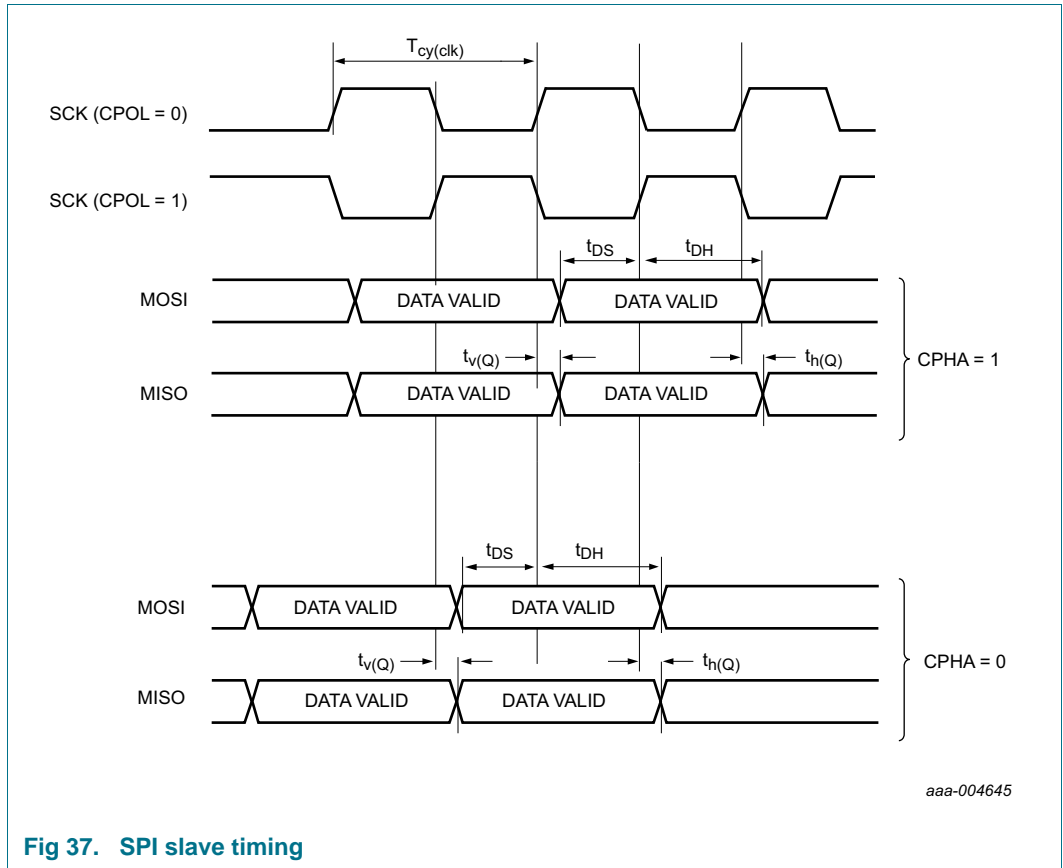 Tcy(clk)
SCK (CPOL = 0)
SCK (CPOL = 1)
tDS tDH
MOSI DATA VALID DATA VALID
tv(Q) th(Q)
MISO DATA VALID DATA VALID
CPHA = 1
tDS tDH
MOSI DATA VALID DATA VALID
tv(Q) th(Q)
MISO DATA VALID DATA VALID
CPHA = 0
aaa-004645
Fig 37. SPI slave timing